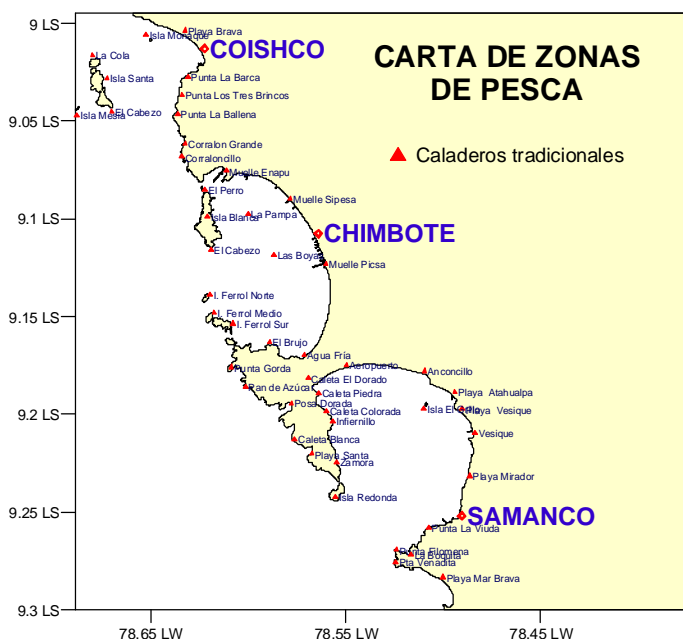 9 LS
Playa Brava
Isla Monaque
COISHCO
CARTA DE ZONAS
DE PESCA
La Cola
Isla Santa
Punta La Barca
Punta Los Tres Brincos
9.05 LS
El Cabezo
Isla Mesia
Punta La Ballena
Corralon Grande
Corraloncillo
Caladeros tradicionales
Muelle Enapu
El Perro
Muelle Sipesa
9.1 LS
Isla Blanca
La Pampa
CHIMBOTE
El Cabezo
Las Boyas
Muelle Picsa
I. Ferrol Norte
9.15 LS
I. Ferrol Medio
I. Ferrol Sur
El Brujo
Agua Fría
Punta Gorda
Aeropuerto
Anconcillo
Caleta El Dorado
Pan de Azúca
Caleta Piedra
Playa Atahualpa
9.2 LS
Posa Dorada
Caleta Colorada
Isla El
Playa Vesique
Infiernillo
Vesique
Caleta Blanca
Playa Santa
Zamora
Playa Mirador
Isla Redonda
9.25 LS
SAMANCO
Punta La Viuda
Punta Filomena
La Boquita
Pta Venadita
Playa Mar Brava
9.3 LS
78.65 LW
78.55 LW
78.45 LW